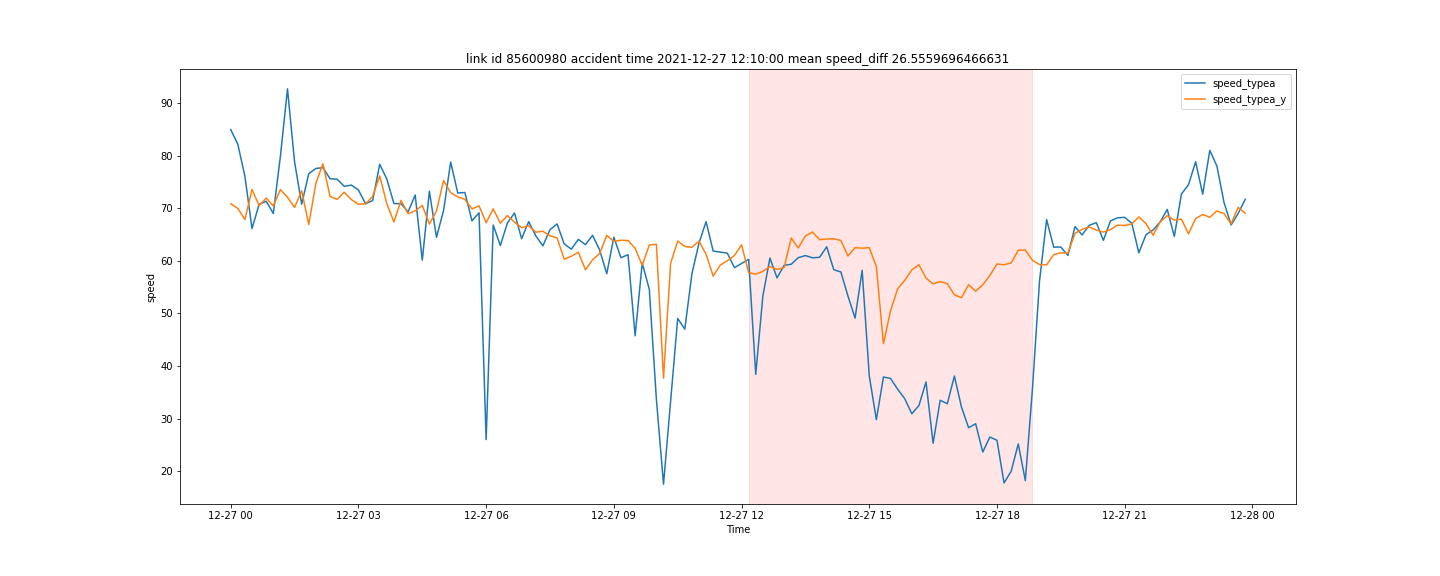 link id 85600980 accident time 2021-12-27 12:10:00 mean speed_diff 26.5559696466631
speed_typea
speed_typea_y
90
80
70
60
50
40
30
20
speed
12-27 00 12-27 03 12-27 06 12-27 09 12-27 12 12-27 15 12-27 18 12-27 21 12-28 00
Time